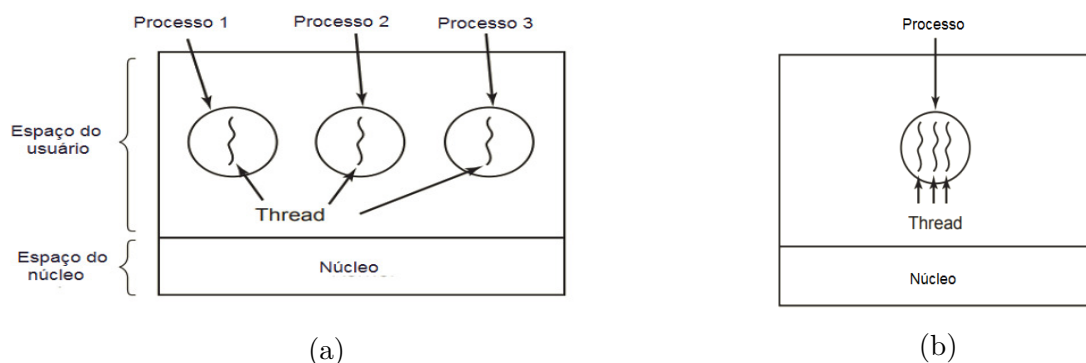 Processo 1
Processo 2
Processo 3
Processo
Espaço do
usuário
Thread
Thread
Espaço do
núcleo
Núcleo
Núcleo
(a)
(b)